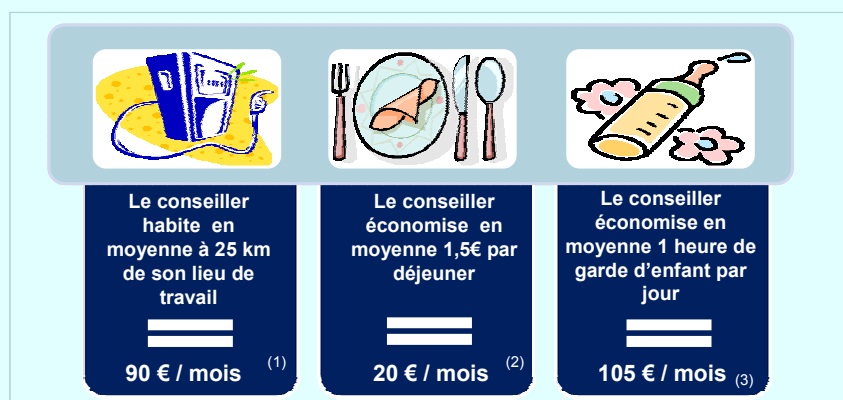 Le conseiller
habite en
moyenne à 25 km
de son lieu de
travail
90 € / mois (1)
Le conseiller
économise en
moyenne 1,5€ par
déjeuner
20 € / mois (2)
Le conseiller
économise en
moyenne 1 heure de
garde d’enfant par
jour
105 € / mois (3)